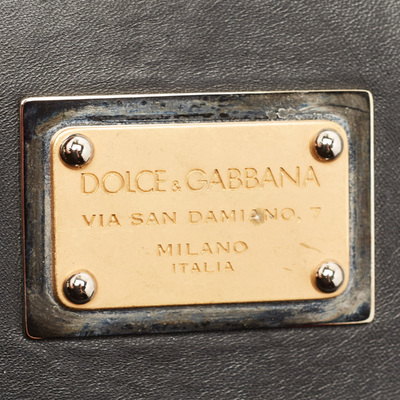 DOLCE & GABBANA
VIA SAN DAMIANO, 7
MILANO
ITALIA